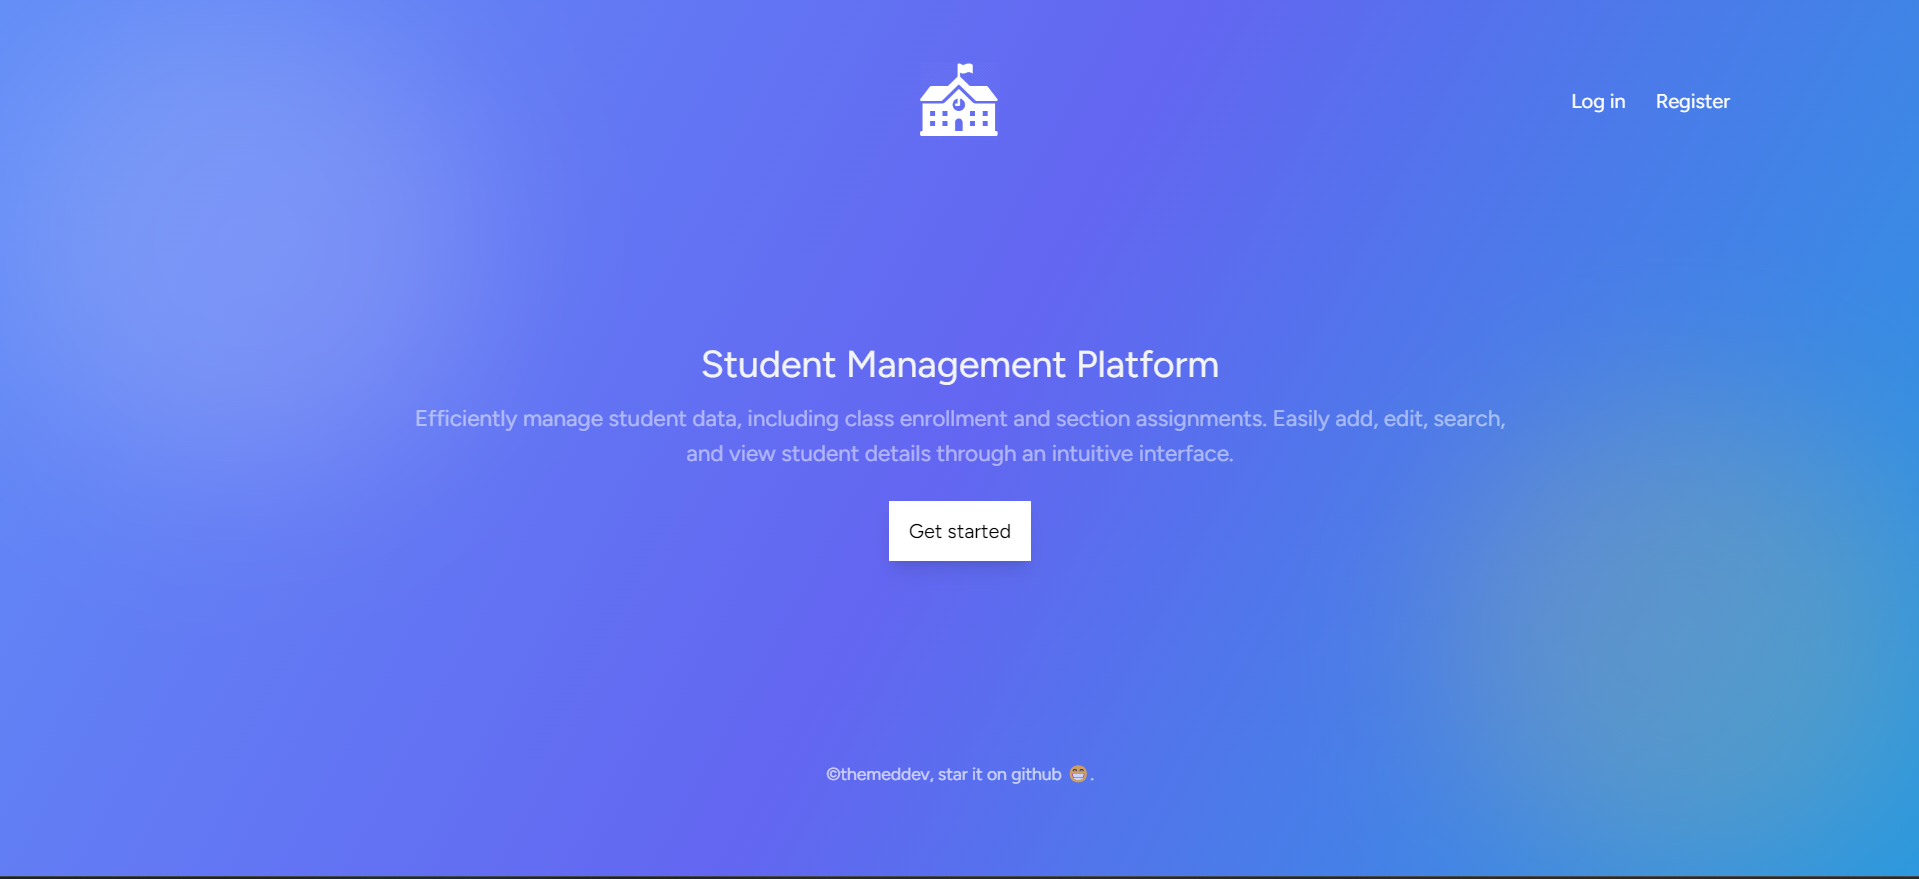 Log in Register
Student Management Platform
Efficiently manage student data, including class enrollment and section assignments. Easily add, edit, search,
and view student details through an intuitive interface.
Get started
©themeddev, star it on github 😁.